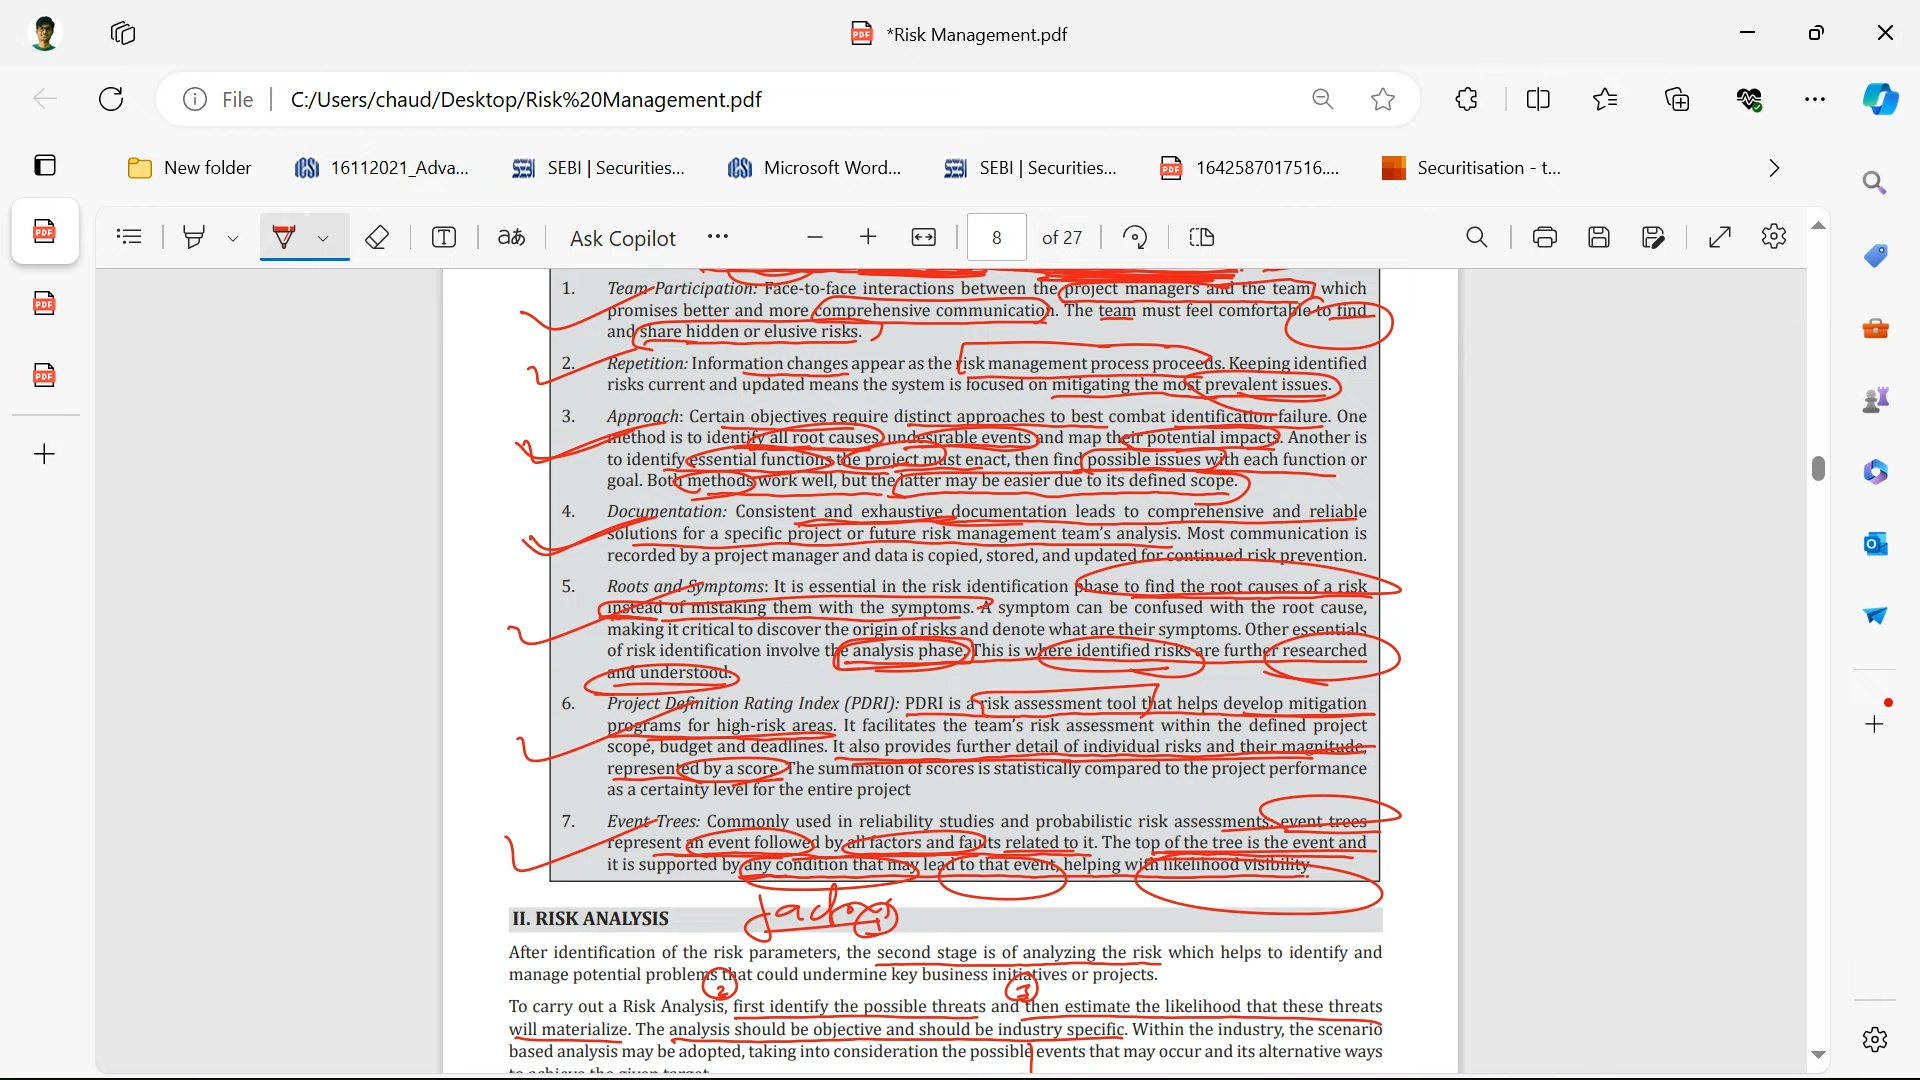 *Risk Management.pdf
File
C:/Users/chaud/Desktop/Risk%20Management.pdf
New folder
16112021_Adva...
SEBI | Securities...
Microsoft Word...
SEBI | Securities...
1642587017516....
Securitisation - t...
Ask Copilot
8 of 27
1. Team Participation: Face-to-face interactions between the project managers and the team, which
promises better and more comprehensive communication. The team must feel comfortable to find
and share hidden or elusive risks.
2. Repetition: Information changes appear as the risk management process proceeds. Keeping identified
risks current and updated means the system is focused on mitigating the most prevalent issues.
3. Approach: Certain objectives require distinct approaches to best combat identification failure. One
method is to identify all root causes, undesirable events and map their potential impacts. Another is
to identify essential functions the project must enact, then find possible issues with each function or
goal. Both methods work well, but the latter may be easier due to its defined scope.
4. Documentation: Consistent and exhaustive documentation leads to comprehensive and reliable
solutions for a specific project or future risk management team's analysis. Most communication is
recorded by a project manager and data is copied, stored, and updated for continued risk prevention.
5. Roots and Symptoms: It is essential in the risk identification phase to find the root causes of a risk
instead of mistaking them with the symptoms. A symptom can be confused with the root cause,
making it critical to discover the origin of risks and denote what are their symptoms. Other essentials
of risk identification involve the analysis phase. This is where identified risks are further researched
and understood.
6. Project Definition Rating Index (PDRI): PDRI is a risk assessment tool that helps develop mitigation
programs for high-risk areas. It facilitates the team's risk assessment within the defined project
scope, budget and deadlines. It also provides further detail of individual risks and their magnitude,
represented by a score. The summation of scores is statistically compared to the project performance
as a certainty level for the entire project
7. Event Trees: Commonly used in reliability studies and probabilistic risk assessments, event trees
represent an event followed by all factors and faults related to it. The top of the tree is the event and
it is supported by any condition that may lead to that event, helping with likelihood visibility.
factors
1
II. RISK ANALYSIS
After identification of the risk parameters, the second stage is of analyzing the risk which helps to identify and
manage potential problems that could undermine key business initiatives or projects.
2 3
To carry out a Risk Analysis, first identify the possible threats and then estimate the likelihood that these threats
will materialize. The analysis should be objective and should be industry specific. Within the industry, the scenario
based analysis may be adopted, taking into consideration the possible events that may occur and its alternative ways
to achieve the given target.